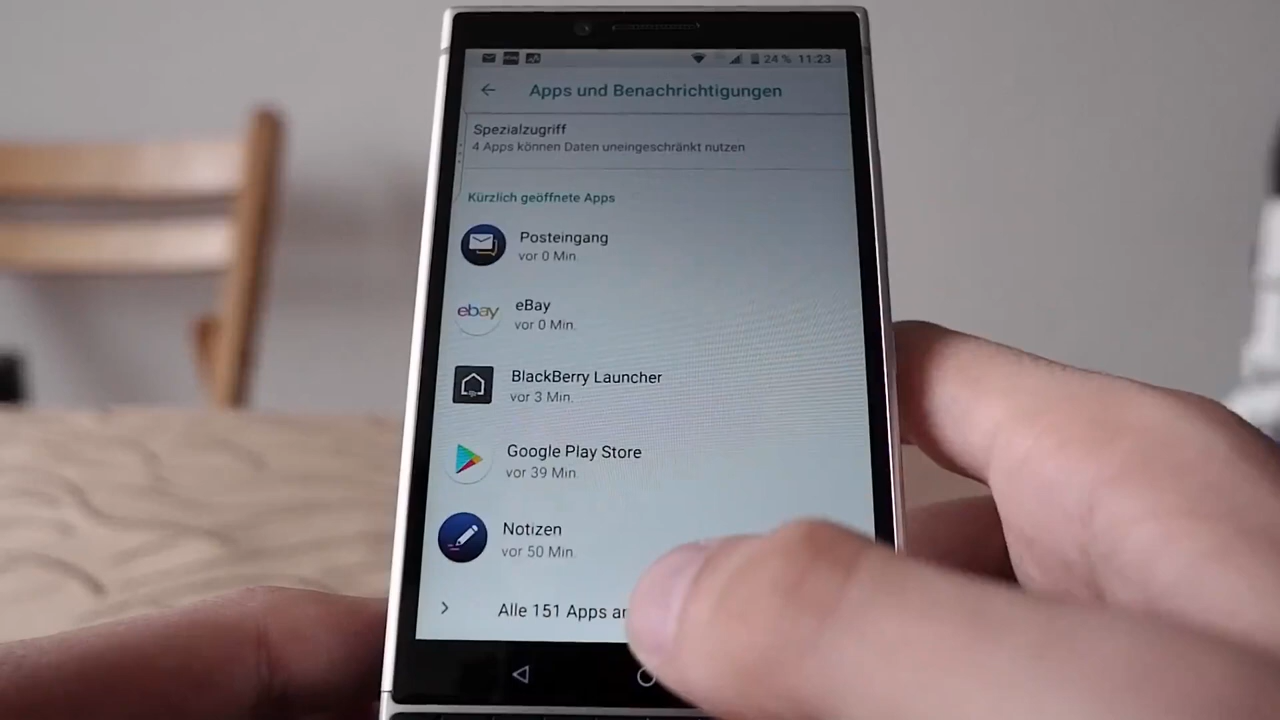 24 % 11:23
Apps und Benachrichtigungen
Spezialzugriff
4 Apps können Daten uneingeschränkt nutzen
Kürzlich geöffnete Apps
Posteingang
vor 0 Min.
ebay
eBay
vor 0 Min.
BlackBerry Launcher
vor 3 Min.
Google Play Store
vor 39 Min.
Notizen
vor 50 Min.
Alle 151 Apps